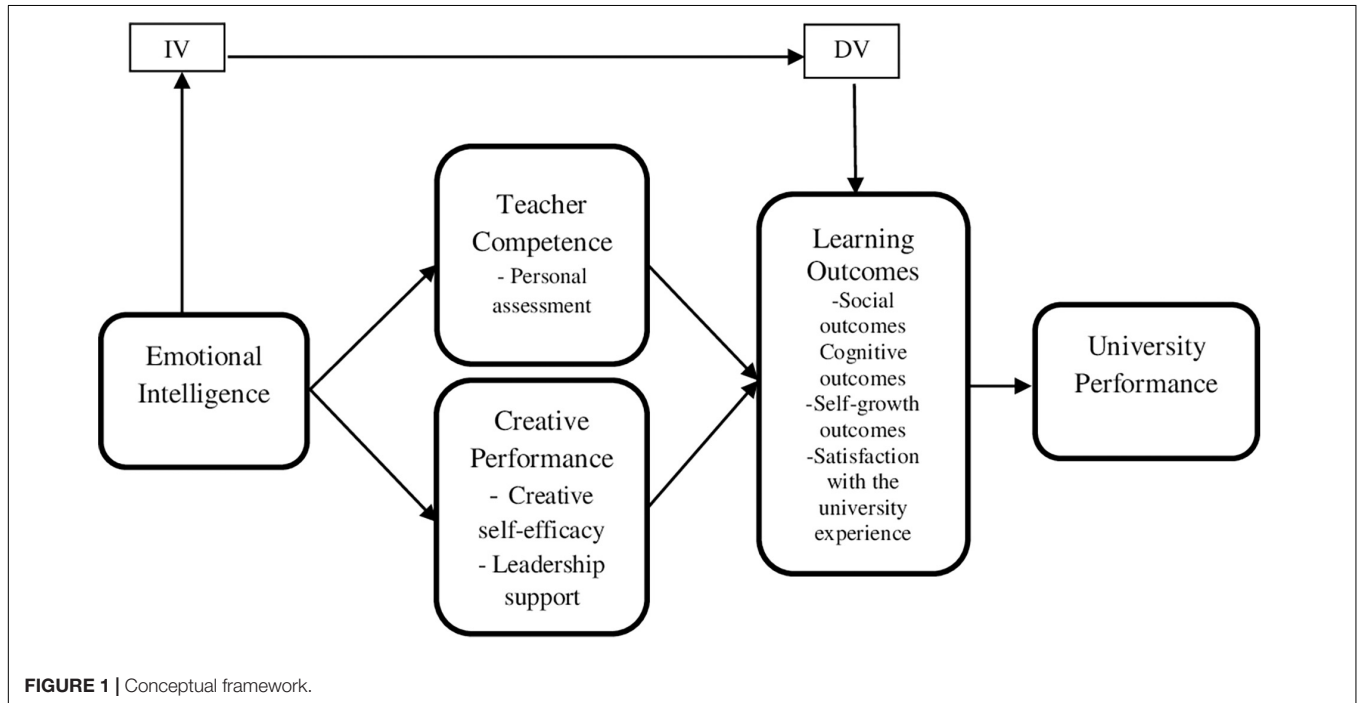 IV
DV
Teacher
Competence
- Personal
assessment
Emotional
Intelligence
Creative
Performance
- Creative
self-efficacy
- Leadership
support
Learning
Outcomes
-Social
outcomes
Cognitive
outcomes
-Self-growth
outcomes
-Satisfaction
with the
university
experience
University
Performance
FIGURE 1 | Conceptual framework.